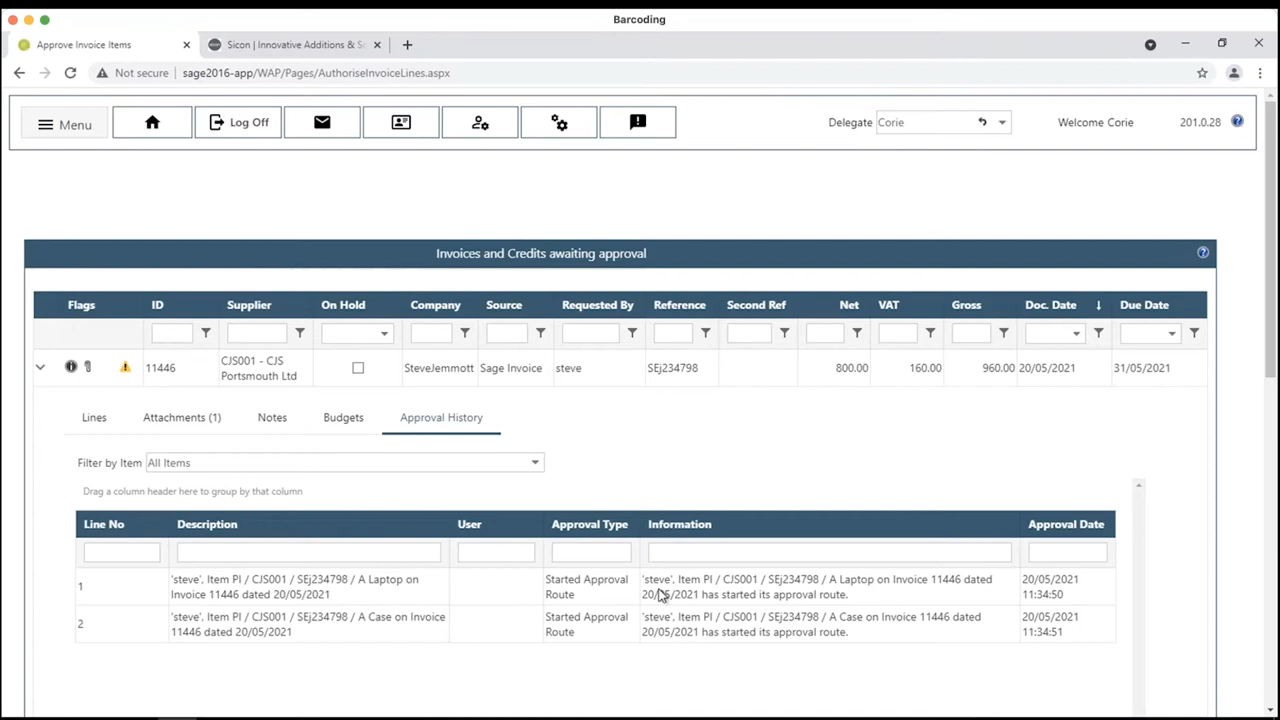 Barcoding
Approve Invoice Items
Sicon | Innovative Additions & S
Not secure
sage2016-app/WAP/Pages/AuthoriseInvoiceLines.aspx
Menu
Log Off
Delegate
Corie
Welcome Corie
201.0.28
Invoices and Credits awaiting approval
Flags ID Supplier On Hold Company Source Requested By Reference Second Ref Net VAT Gross Doc. Date Due Date
11446 CJS001 - CJS Portsmouth Ltd SteveJemmott Sage Invoice steve SEj234798 800.00 160.00 960.00 20/05/2021 31/05/2021
Lines Attachments (1) Notes Budgets Approval History
Filter by Item All Items
Drag a column header here to group by that column
Line No Description User Approval Type Information Approval Date
1 'steve', Item PI / CJS001 / SEj234798 / A Laptop on Started Approval 'steve', Item PI / CJS001 / SEj234798 / A Laptop on Invoice 11446 dated 20/05/2021
Invoice 11446 dated 20/05/2021 Route 20/05/2021 has started its approval route. 11:34:50
2 'steve', Item PI / CJS001 / SEj234798 / A Case on Invoice Started Approval 'steve', Item PI / CJS001 / SEj234798 / A Case on Invoice 11446 dated 20/05/2021
11446 dated 20/05/2021 Route 20/05/2021 has started its approval route. 11:34:51